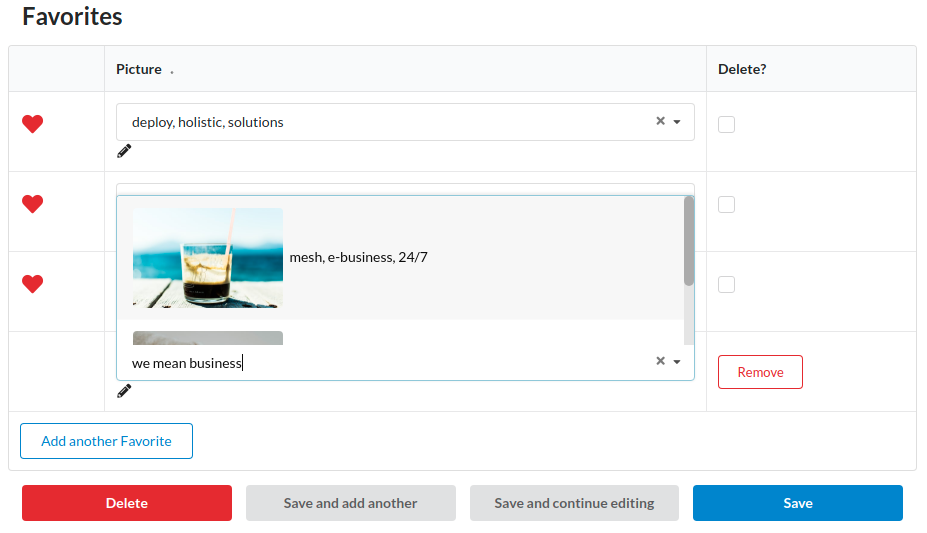 Favorites
Picture .
Delete?
deploy, holistic, solutions
mesh, e-business, 24/7
we mean business
Remove
Add another Favorite
Delete
Save and add another
Save and continue editing
Save